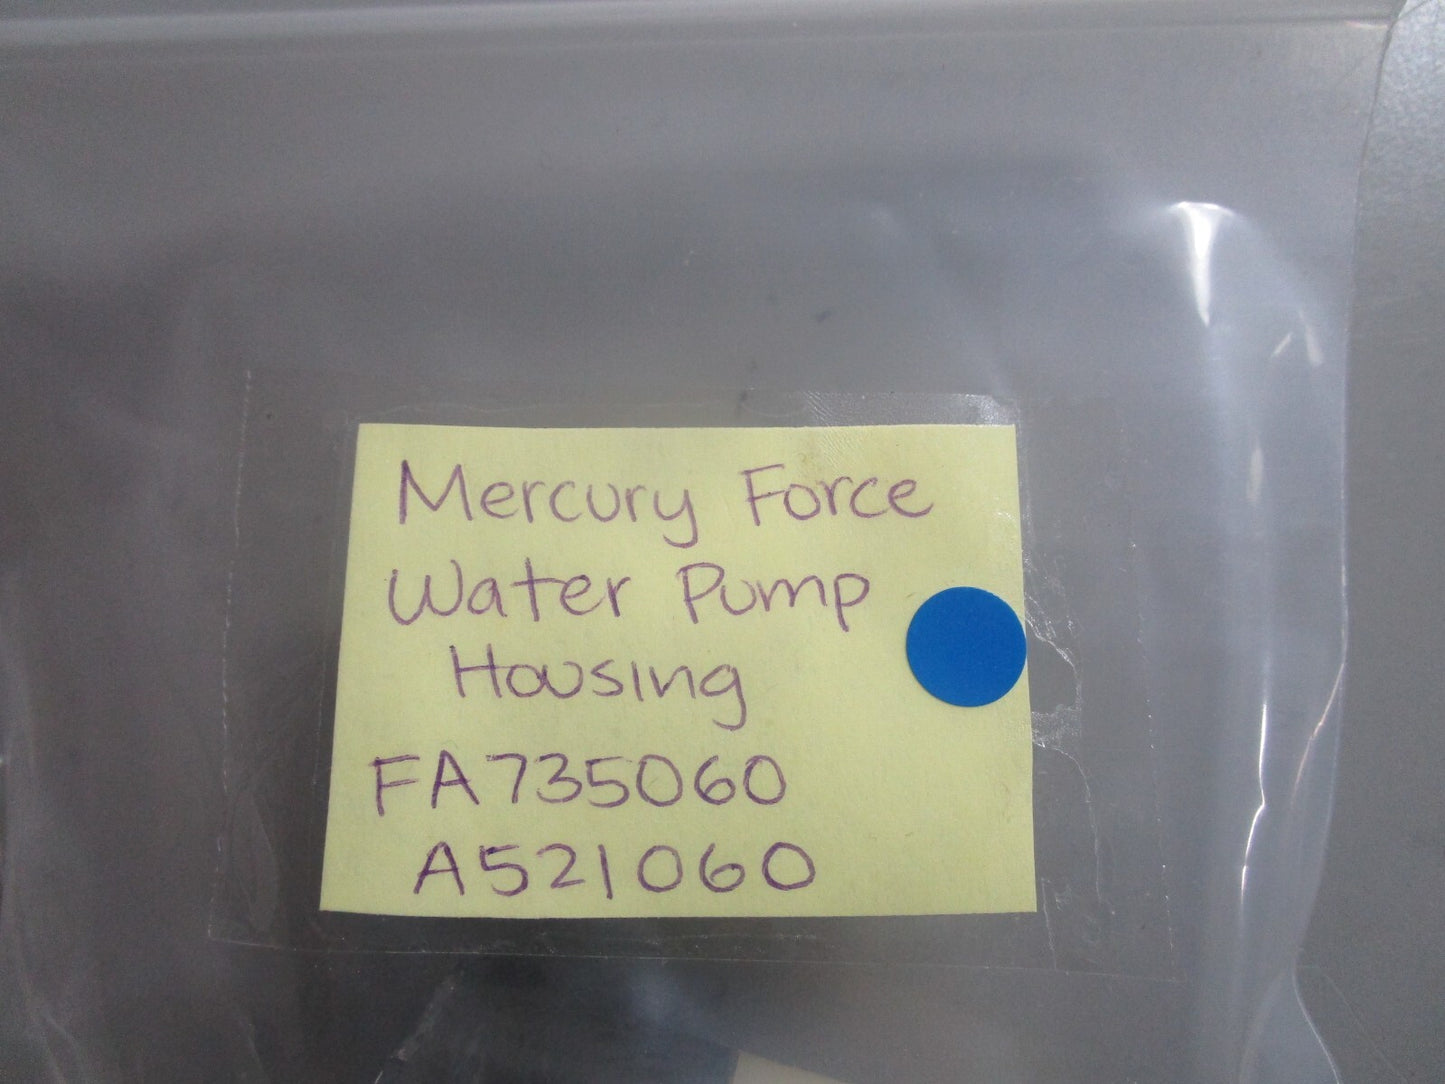 Mercury Force
Water Pump
Housing
FA735060
A521060